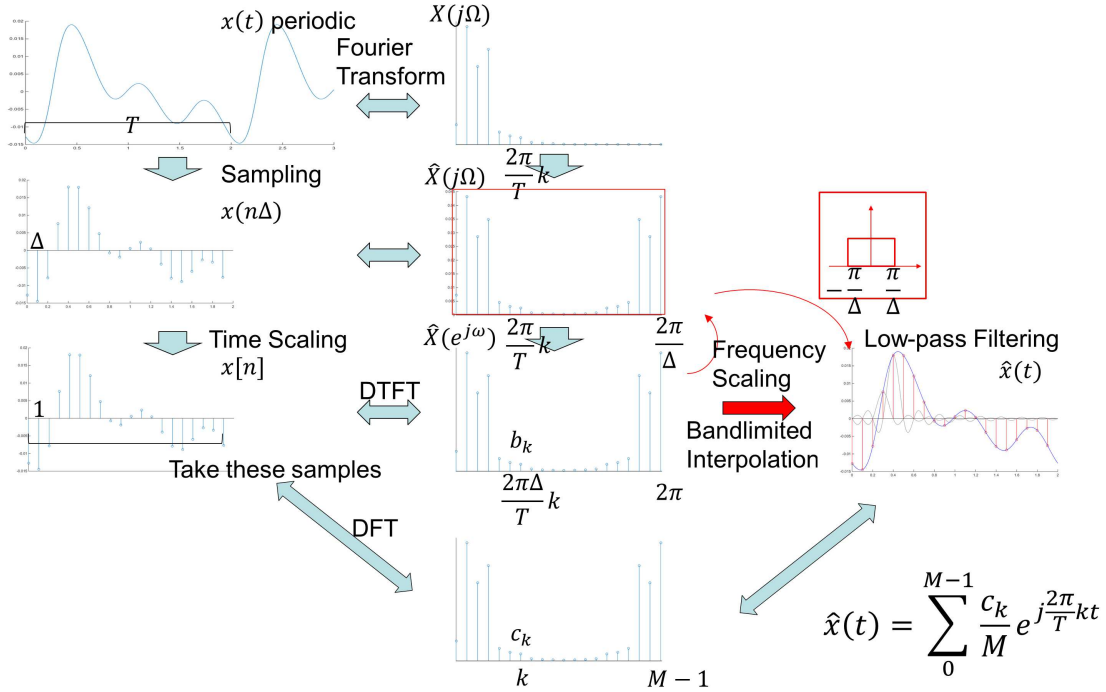 x(t) periodic
Fourier
Transform
X(jΩ)
T
2π/T k
Sampling
x(nΔ)
X̂(jΩ)
Δ
− π/Δ π/Δ
Time Scaling
x[n]
X̂(e^{jω})
2π/T k
2π/Δ
Frequency
Scaling
Low-pass Filtering
x̂(t)
1
DTFT
b_k
Bandlimited
Interpolation
Take these samples
2πΔ/T k
2π
DFT
c_k
k
M − 1
x̂(t) = ∑_{0}^{M−1} c_k/M e^{j 2π/T kt}